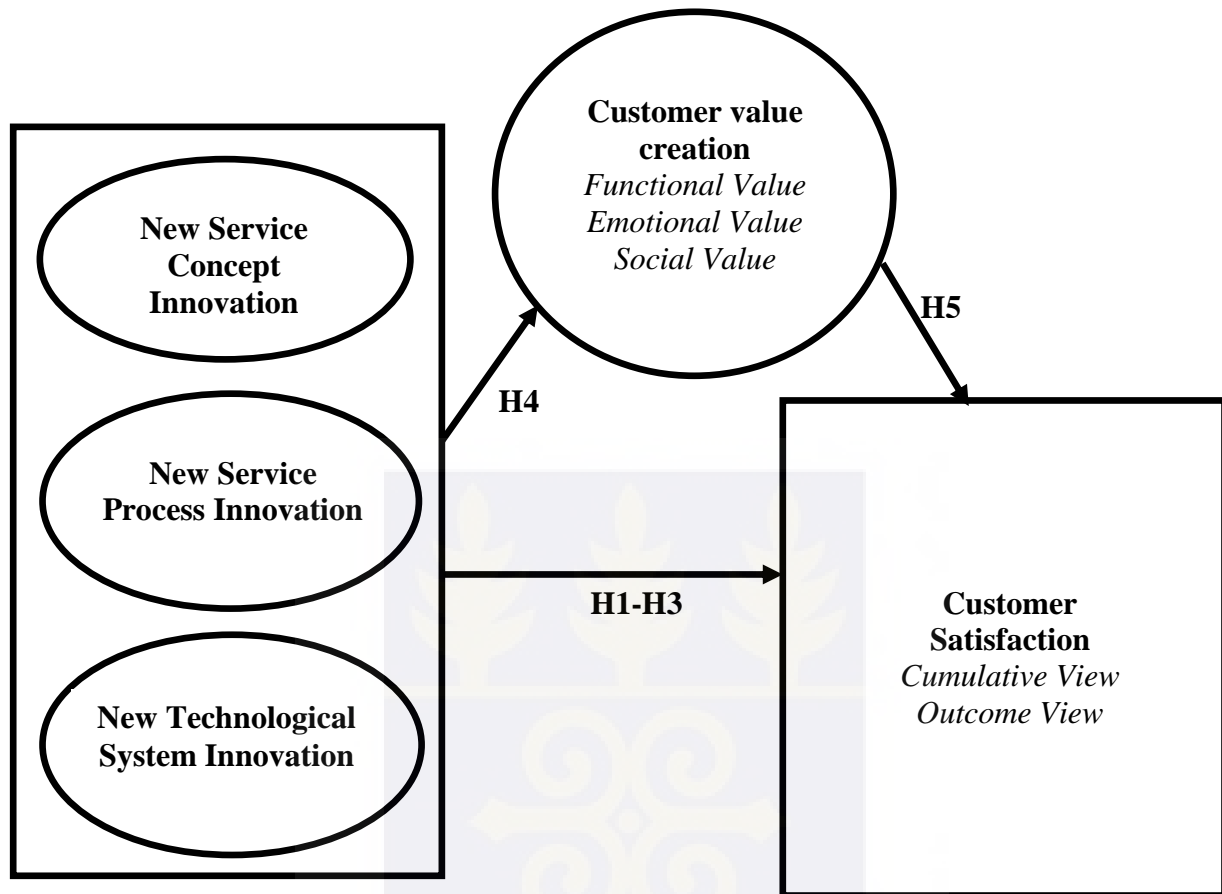 New Service
Concept
Innovation
New Service
Process Innovation
New Technological
System Innovation
Customer value
creation
Functional Value
Emotional Value
Social Value
H4
H5
H1-H3
Customer
Satisfaction
Cumulative View
Outcome View